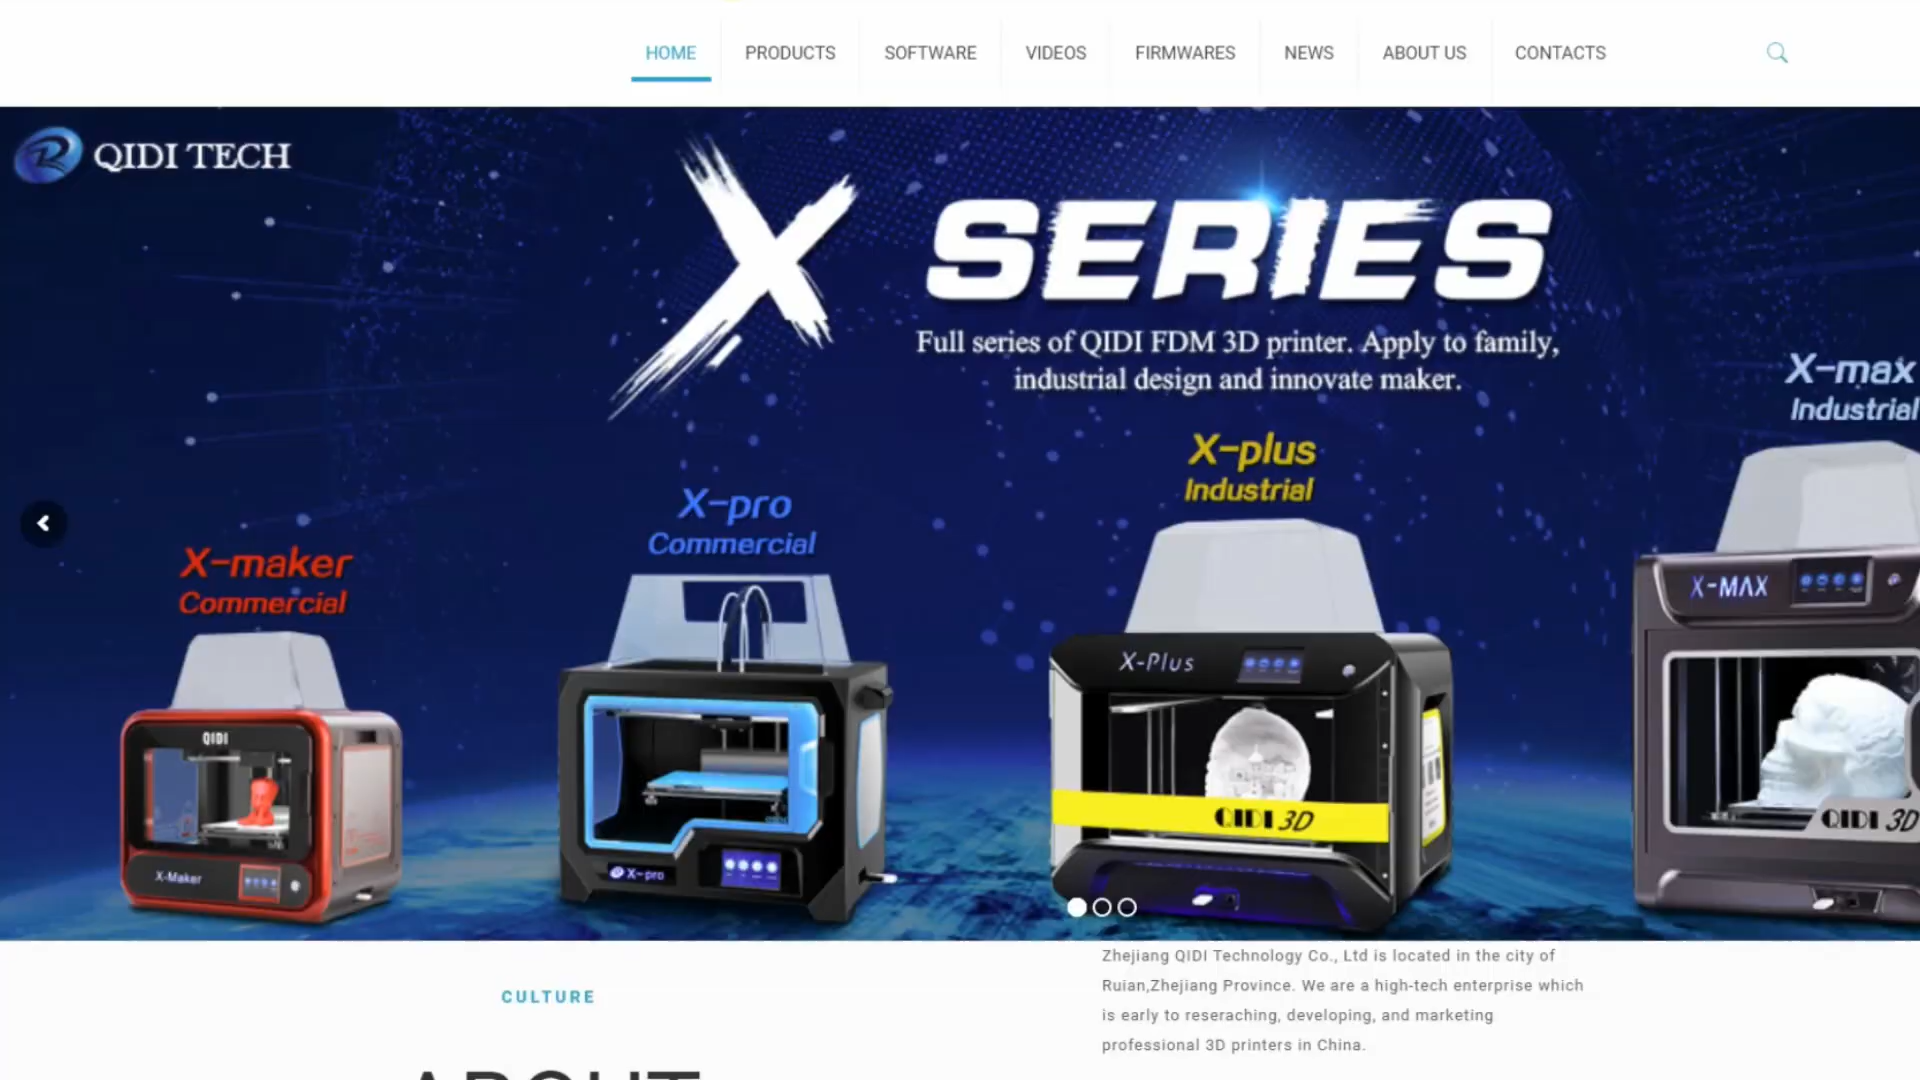 HOME PRODUCTS SOFTWARE VIDEOS FIRMWARES NEWS ABOUT US CONTACTS
QIDI TECH
X SERIES
Full series of QIDI FDM 3D printer. Apply to family,
industrial design and innovate maker.
X-max
Industrial
X-plus
Industrial
X-pro
Commercial
X-maker
Commercial
X-MAX
X-Plus
QIDI
QIDI 3D
QIDI 3D
X-pro
X-Maker
Zhejiang QIDI Technology Co., Ltd is located in the city of
Ruian,Zhejiang Province. We are a high-tech enterprise which
is early to reseraching, developing, and marketing
professional 3D printers in China.
CULTURE
ABOUT